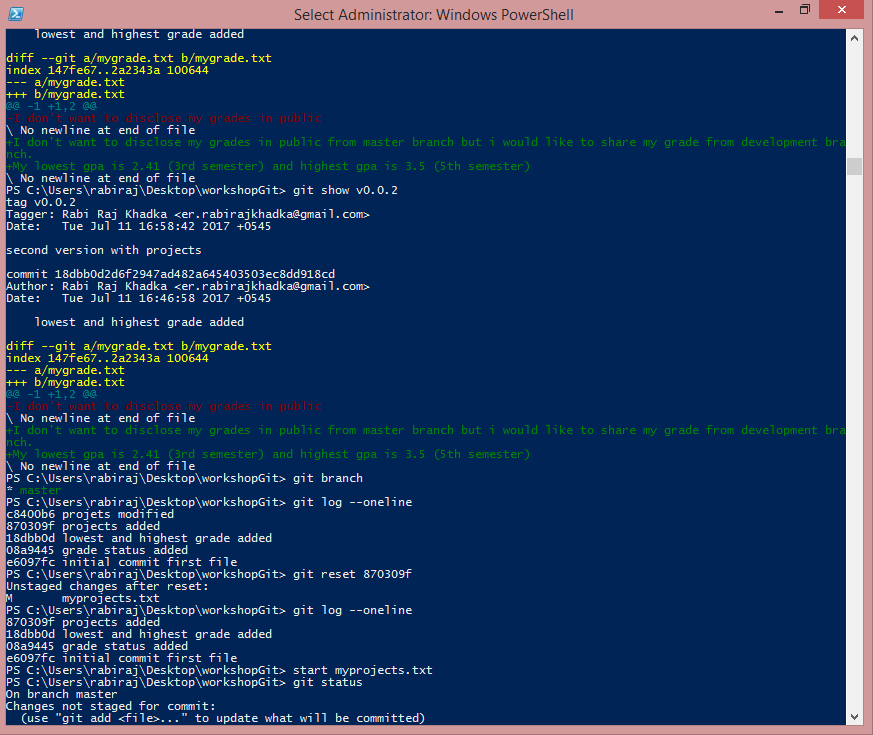 Select Administrator: Windows PowerShell
    lowest and highest grade added
diff --git a/mygrade.txt b/mygrade.txt
index 147fe67..2a2343a 100644
--- a/mygrade.txt
+++ b/mygrade.txt
@@ -1 +1,2 @@
-I don't want to disclose my grades in public
\ No newline at end of file
+I don't want to disclose my grades in public from master branch but i would like to share my grade from development bra
nch.
+My lowest gpa is 2.41 (3rd semester) and highest gpa is 3.5 (5th semester)
\ No newline at end of file
PS C:\Users\rabiraj\Desktop\workshopGit> git show v0.0.2
tag v0.0.2
Tagger: Rabi Raj Khadka <er.rabirajkhadka@gmail.com>
Date:   Tue Jul 11 16:58:42 2017 +0545
second version with projects
commit 18dbb0d2d6f2947ad482a645403503ec8dd918cd
Author: Rabi Raj Khadka <er.rabirajkhadka@gmail.com>
Date:   Tue Jul 11 16:46:58 2017 +0545
    lowest and highest grade added
diff --git a/mygrade.txt b/mygrade.txt
index 147fe67..2a2343a 100644
--- a/mygrade.txt
+++ b/mygrade.txt
@@ -1 +1,2 @@
-I don't want to disclose my grades in public
\ No newline at end of file
+I don't want to disclose my grades in public from master branch but i would like to share my grade from development bra
nch.
+My lowest gpa is 2.41 (3rd semester) and highest gpa is 3.5 (5th semester)
\ No newline at end of file
PS C:\Users\rabiraj\Desktop\workshopGit> git branch
* master
PS C:\Users\rabiraj\Desktop\workshopGit> git log --oneline
c8400b6 projets modified
870309f projects added
18dbb0d lowest and highest grade added
08a9445 grade status added
e6097fc initial commit first file
PS C:\Users\rabiraj\Desktop\workshopGit> git reset 870309f
Unstaged changes after reset:
M       myprojects.txt
PS C:\Users\rabiraj\Desktop\workshopGit> git log --oneline
870309f projects added
18dbb0d lowest and highest grade added
08a9445 grade status added
e6097fc initial commit first file
PS C:\Users\rabiraj\Desktop\workshopGit> start myprojects.txt
PS C:\Users\rabiraj\Desktop\workshopGit> git status
On branch master
Changes not staged for commit:
  (use "git add <file>..." to update what will be committed)